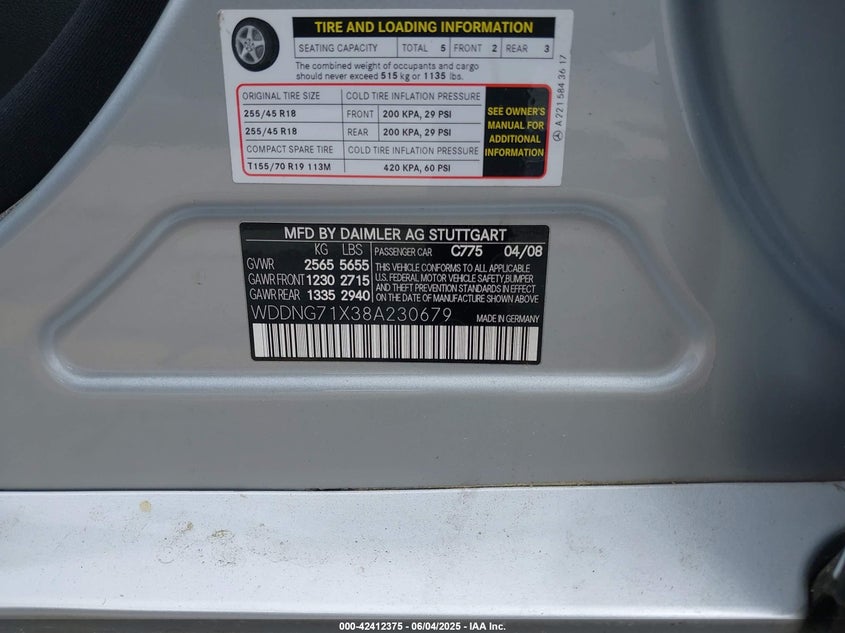 TIRE AND LOADING INFORMATION
SEATING CAPACITY TOTAL 5 FRONT 2 REAR 3
The combined weight of occupants and cargo
should never exceed 515 kg or 1135 lbs.
ORIGINAL TIRE SIZE COLD TIRE INFLATION PRESSURE
255/45 R18 FRONT 200 KPA, 29 PSI
255/45 R18 REAR 200 KPA, 29 PSI
COMPACT SPARE TIRE COLD TIRE INFLATION PRESSURE
T155/70 R19 113M 420 KPA, 60 PSI
SEE OWNER'S
MANUAL FOR
ADDITIONAL
INFORMATION
A 221 584 36 17
MFD BY DAIMLER AG STUTTGART
KG LBS PASSENGER CAR C775 04/08
GVWR 2565 5655
GAWR FRONT 1230 2715
GAWR REAR 1335 2940
THIS VEHICLE CONFORMS TO ALL APPLICABLE
U.S. FEDERAL MOTOR VEHICLE SAFETY,BUMPER
AND THEFT PREVENTION STANDARDS IN EFFECT
ON THE DATE OF MANUFACTURE SHOWN ABOVE
WDDNG71X38A230679 MADE IN GERMANY
000-42412375 | 06/04/2025 - IAA Inc.